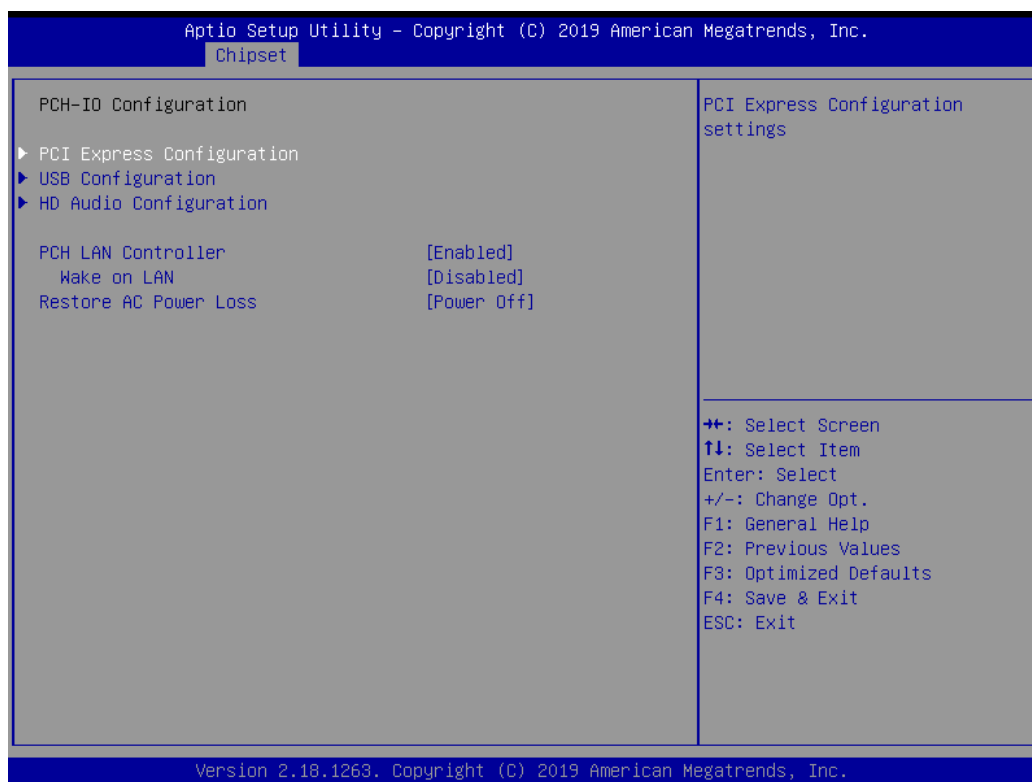 Aptio Setup Utility – Copyright (C) 2019 American Megatrends, Inc.
Chipset
PCH-IO Configuration
PCI Express Configuration
USB Configuration
HD Audio Configuration
PCH LAN Controller [Enabled]
Wake on LAN [Disabled]
Restore AC Power Loss [Power Off]
PCI Express Configuration
settings
→←: Select Screen
↑↓: Select Item
Enter: Select
+/-: Change Opt.
F1: General Help
F2: Previous Values
F3: Optimized Defaults
F4: Save & Exit
ESC: Exit
Version 2.18.1263. Copyright (C) 2019 American Megatrends, Inc.